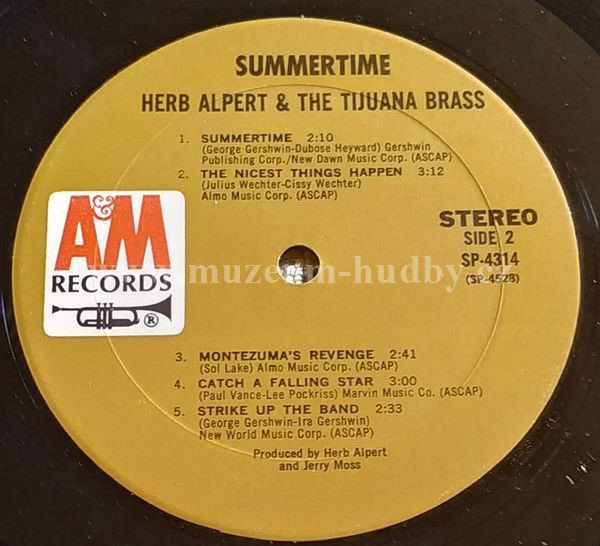 SUMMERTIME
HERB ALPERT & THE TIJUANA BRASS
1. SUMMERTIME 2:10
(George Gershwin-Dubose Heyward) Gershwin
Publishing Corp./New Dawn Music Corp. (ASCAP)
2. THE NICEST THINGS HAPPEN 3:12
(Julius Wechter-Cissy Wechter)
Almo Music Corp. (ASCAP)
A&M
RECORDS
®
STEREO
SIDE 2
SP-4314
(SP-4528)
www.muzeum-hudby.cz
3. MONTEZUMA'S REVENGE 2:41
(Sol Lake) Almo Music Corp. (ASCAP)
4. CATCH A FALLING STAR 3:00
(Paul Vance-Lee Pockriss) Marvin Music Co. (ASCAP)
5. STRIKE UP THE BAND 2:33
(George Gershwin-Ira Gershwin)
New World Music Corp. (ASCAP)
Produced by Herb Alpert
and Jerry Moss